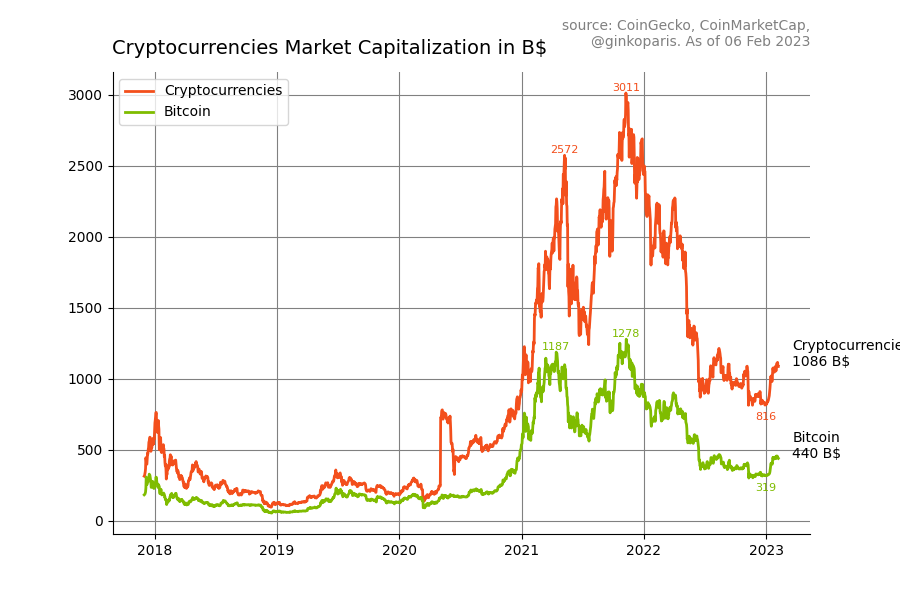 source: CoinGecko, CoinMarketCap,
@ginkoparis. As of 06 Feb 2023
Cryptocurrencies Market Capitalization in B$
Cryptocurrencies
Bitcoin
3000
2500
2000
1500
1000
500
0
3011
2572
1278
1187
816
319
Cryptocurrencie
1086 B$
Bitcoin
440 B$
2018 2019 2020 2021 2022 2023